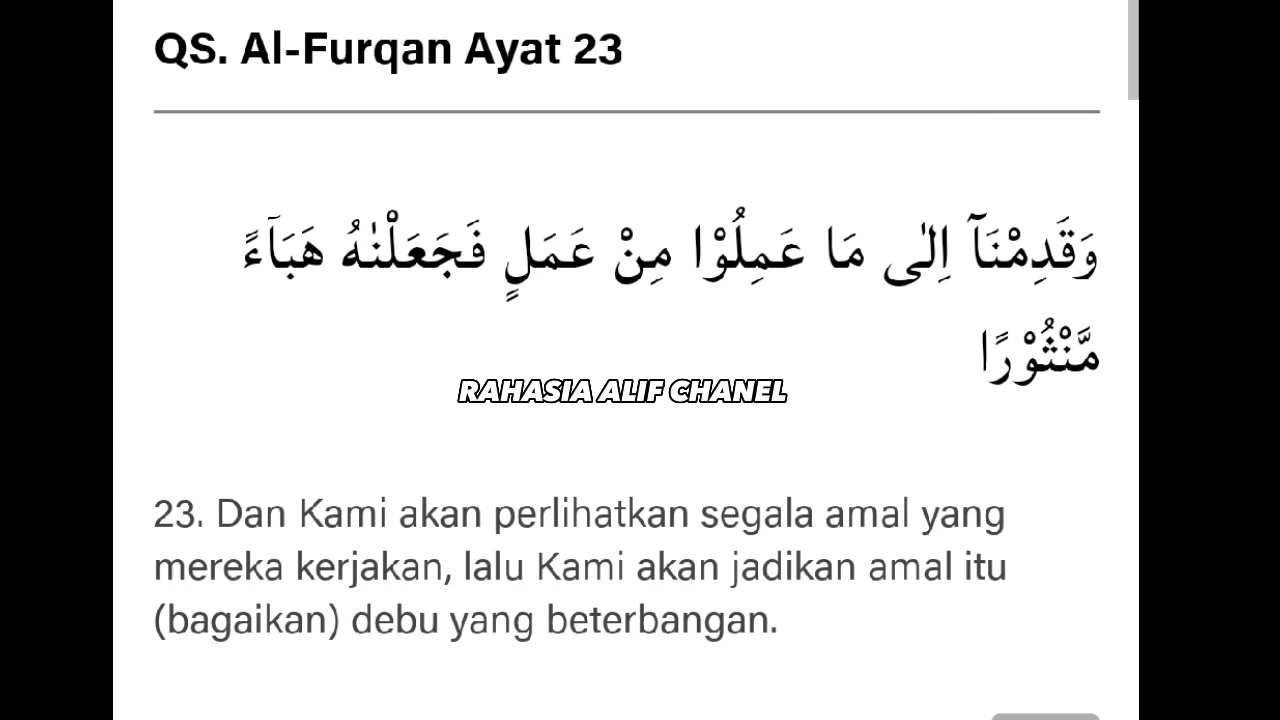 QS. Al-Furqan Ayat 23
وَقَدِمْنَآ اِلٰى مَا عَمِلُوْا مِنْ عَمَلٍ فَجَعَلْنٰهُ هَبَاۤءً
مَّنْثُوْرًا
RAHASIA ALIF CHANEL
23. Dan Kami akan perlihatkan segala amal yang
mereka kerjakan, lalu Kami akan jadikan amal itu
(bagaikan) debu yang beterbangan.